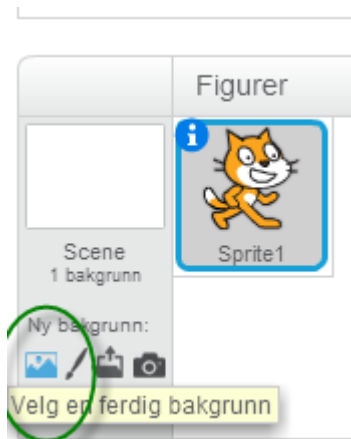 Figurer
Scene
1 bakgrunn
Sprite1
Ny bakgrunn:
Velg en ferdig bakgrunn